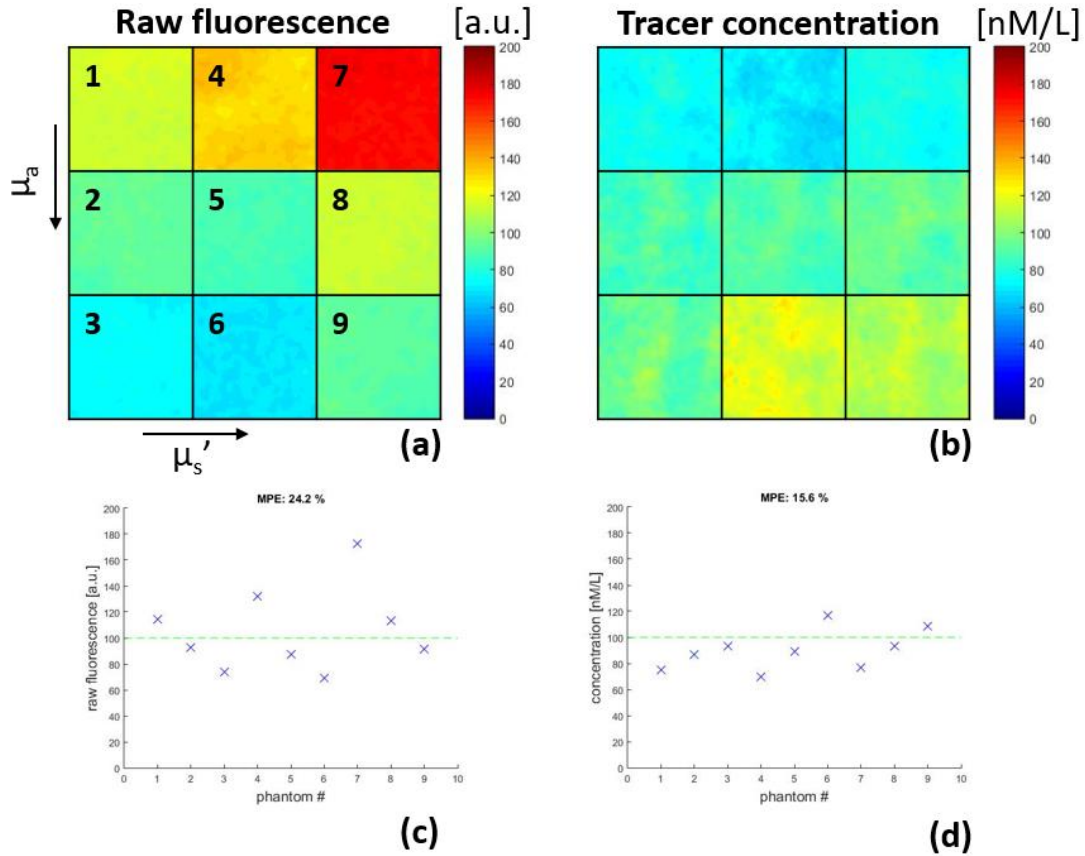 Raw fluorescence [a.u.]
Tracer concentration [nM/L]
1 4 7
2 5 8
3 6 9
μa
μs'
200
180
160
140
120
100
80
60
40
20
0
(a)
200
180
160
140
120
100
80
60
40
20
0
(b)
MPE: 24.2 %
raw fluorescence [a.u.]
200
180
160
140
120
100
80
60
40
20
0
0 1 2 3 4 5 6 7 8 9 10
phantom #
(c)
MPE: 15.6 %
concentration [nM/L]
200
180
160
140
120
100
80
60
40
20
0
0 1 2 3 4 5 6 7 8 9 10
phantom #
(d)